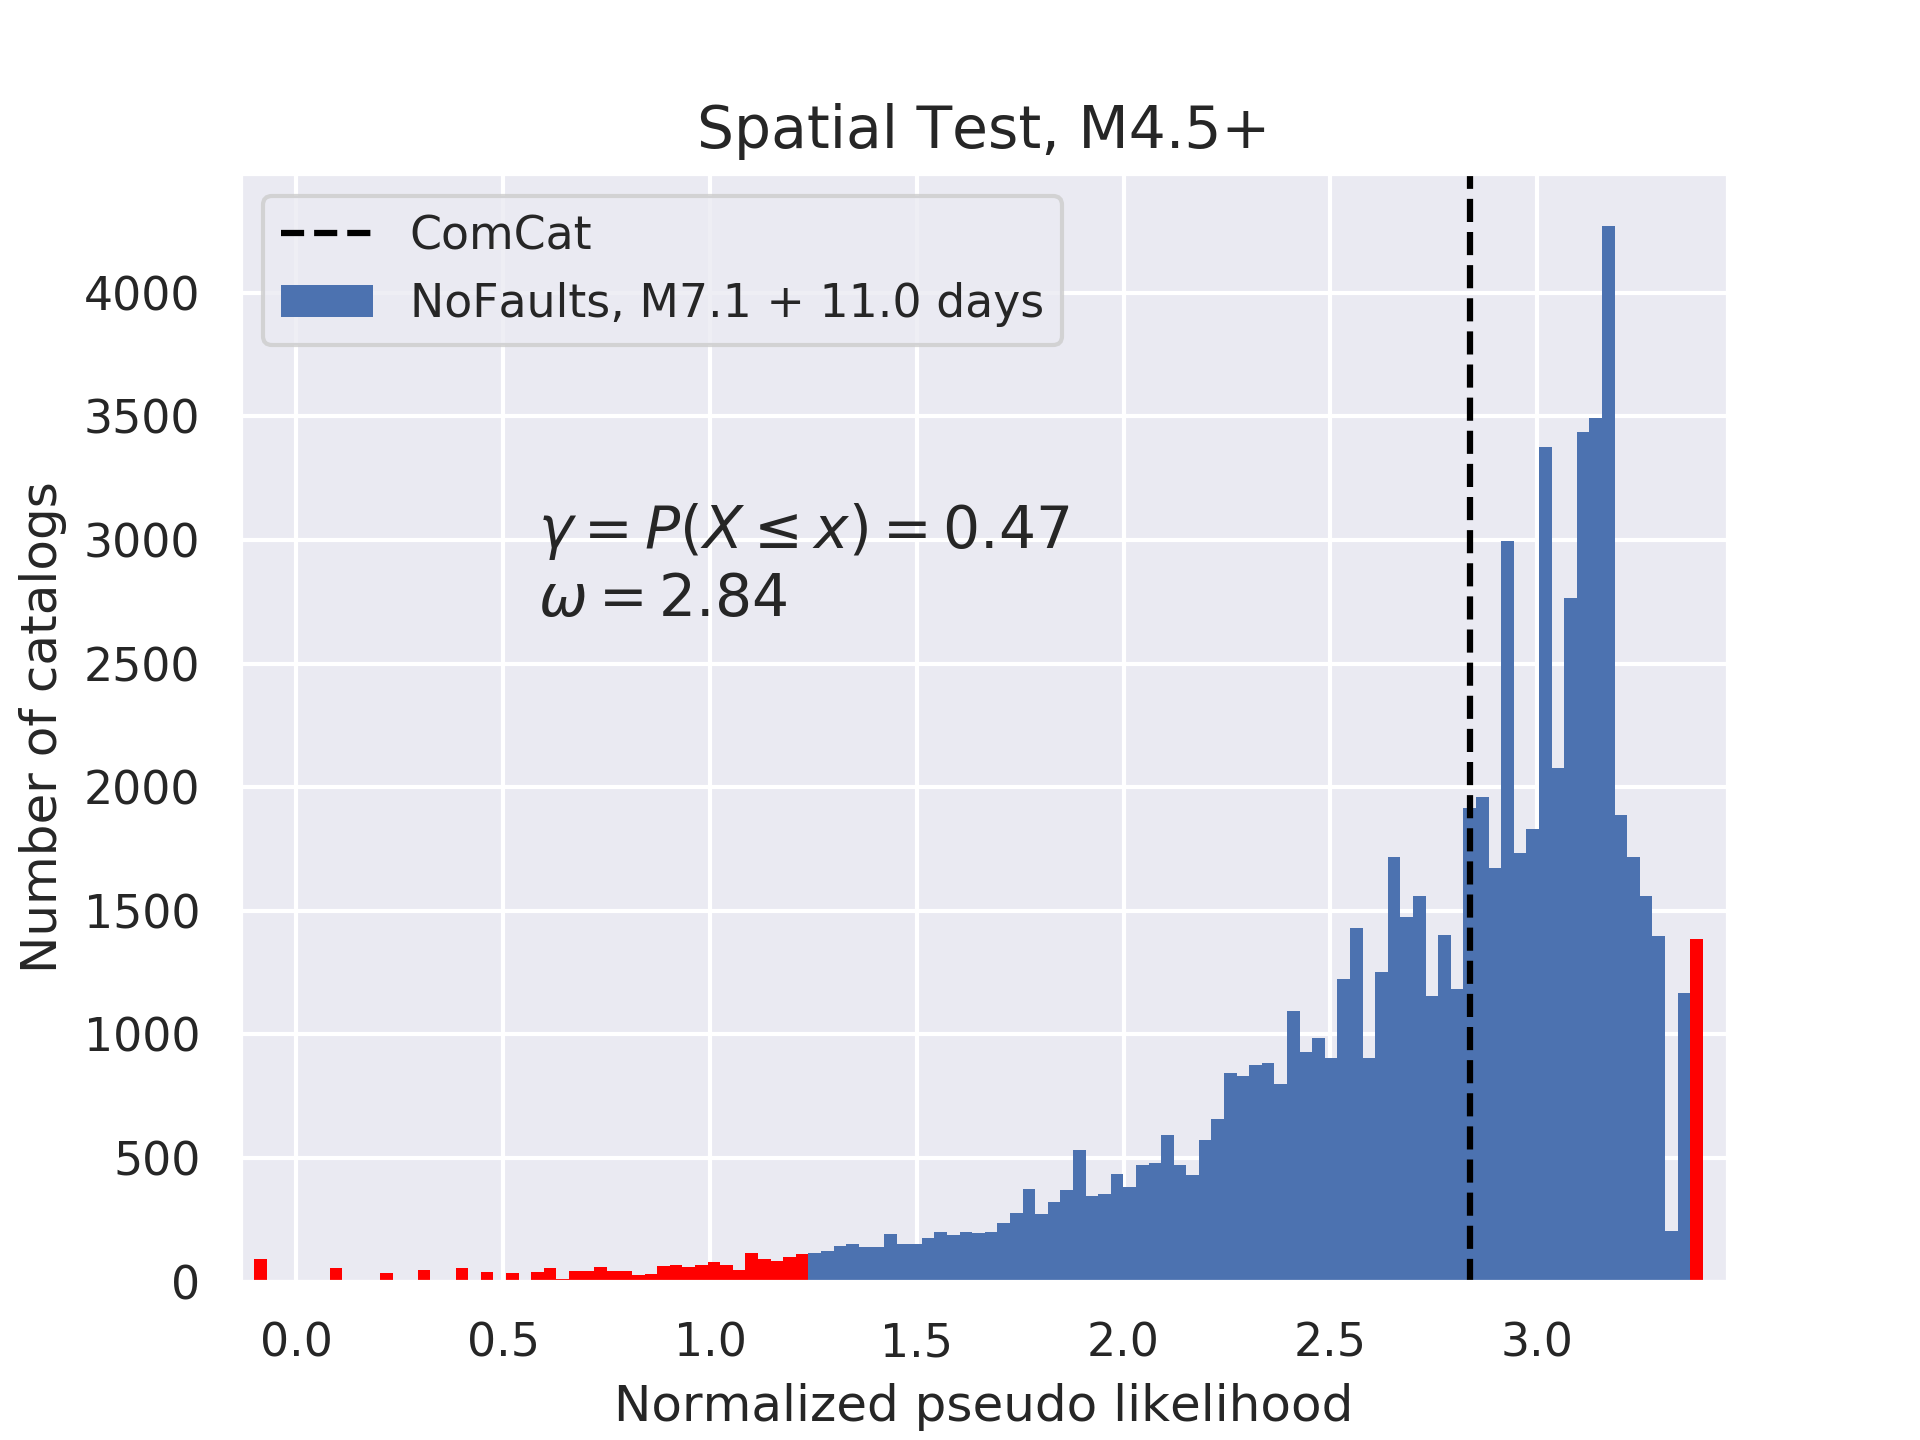 Spatial Test, M4.5+
ComCat
NoFaults, M7.1 + 11.0 days
γ = P(X ≤ x) = 0.47
ω = 2.84
Number of catalogs
4000
3500
3000
2500
2000
1500
1000
500
0
0.0 0.5 1.0 1.5 2.0 2.5 3.0
Normalized pseudo likelihood